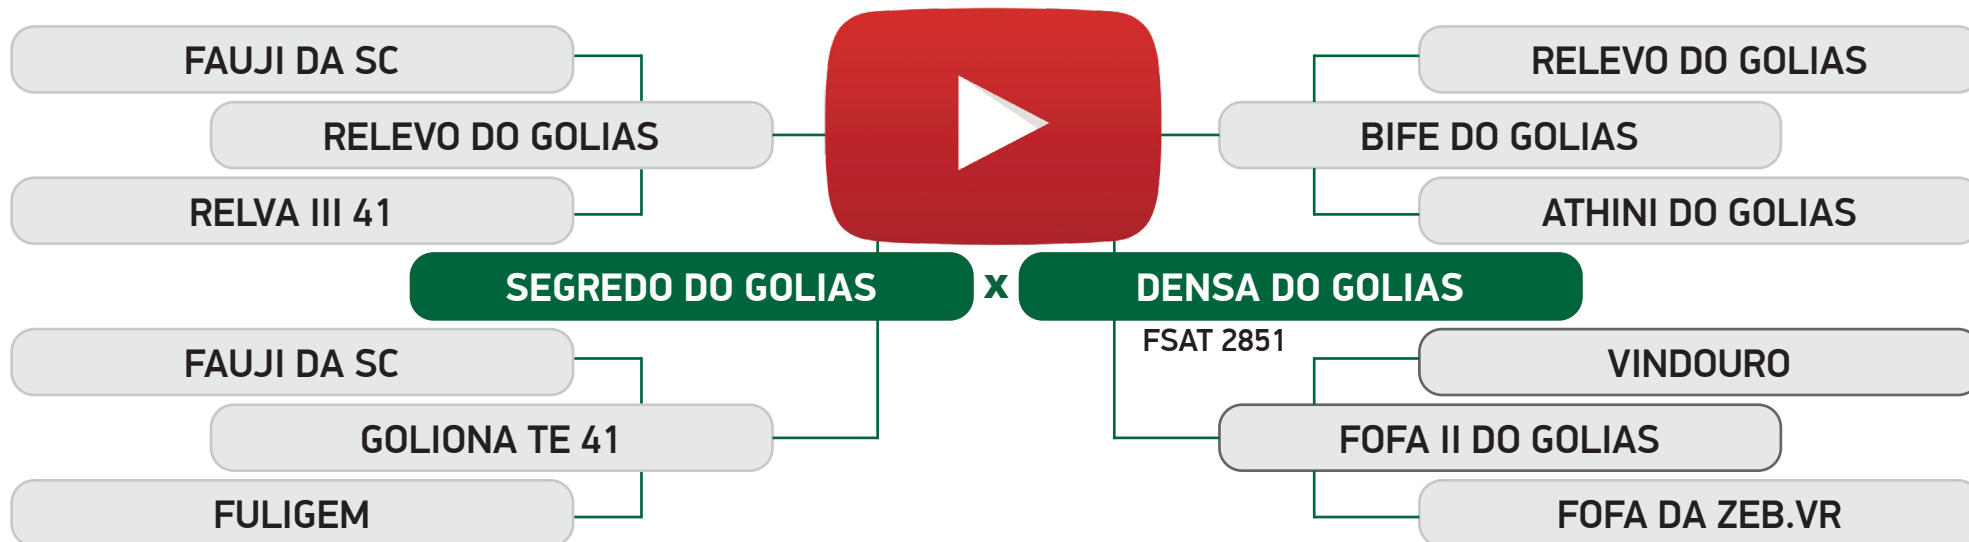 FAUJI DA SC
RELEVO DO GOLIAS
RELEVO DO GOLIAS
BIFE DO GOLIAS
RELVA III 41
ATHINI DO GOLIAS
SEGREDO DO GOLIAS x DENSA DO GOLIAS
FSAT 2851
FAUJI DA SC
VINDOURO
GOLIONA TE 41
FOFA II DO GOLIAS
FULIGEM
FOFA DA ZEB.VR